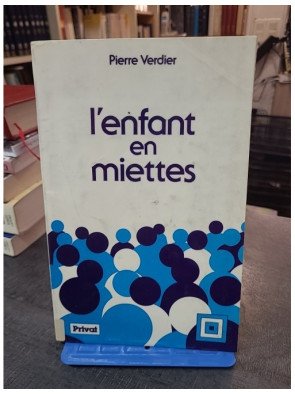 Pierre Verdier
l'enfant
en
miettes
Privat